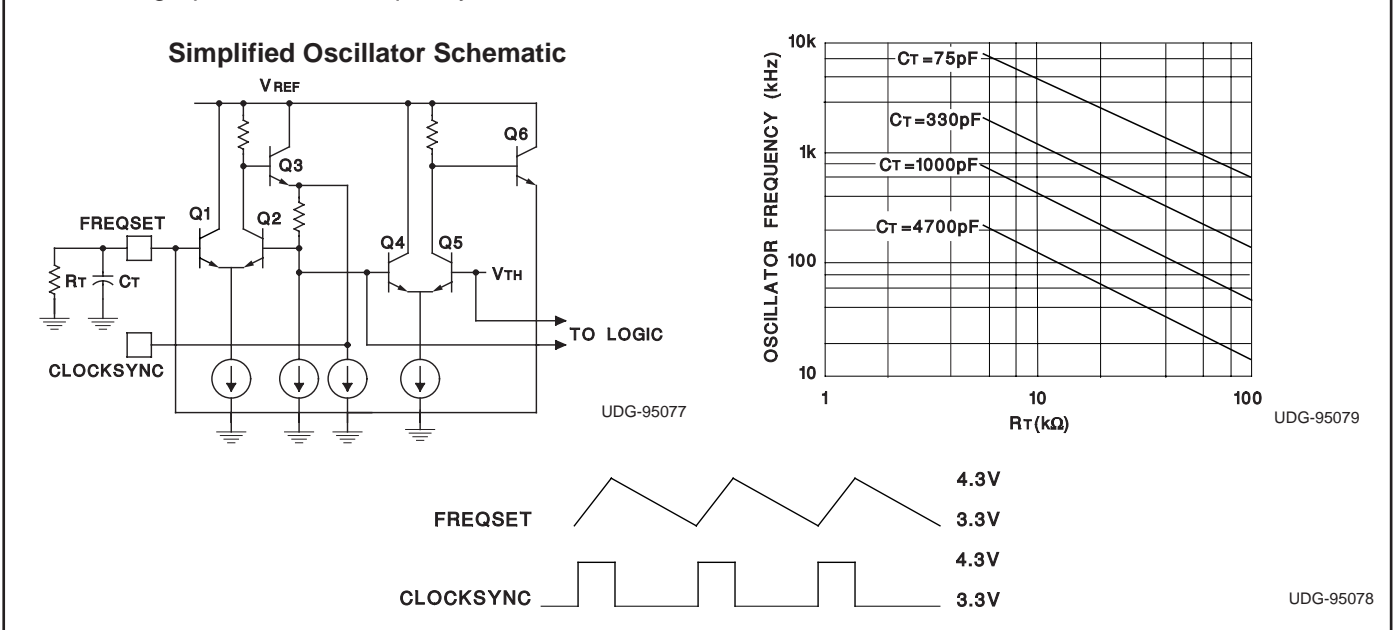 Simplified Oscillator Schematic
VREF
Q6
Q3
Q1
Q2
FREQSET
Q4
Q5
RT
CT
VTH
TO LOGIC
CLOCKSYNC
UDG-95077
OSCILLATOR FREQUENCY (kHz)
10k
CT=75pF
CT=330pF
1k
CT=1000pF
CT=4700pF
100
10
1
10
100
RT(kΩ)
UDG-95079
4.3V
FREQSET
3.3V
4.3V
CLOCKSYNC
3.3V
UDG-95078